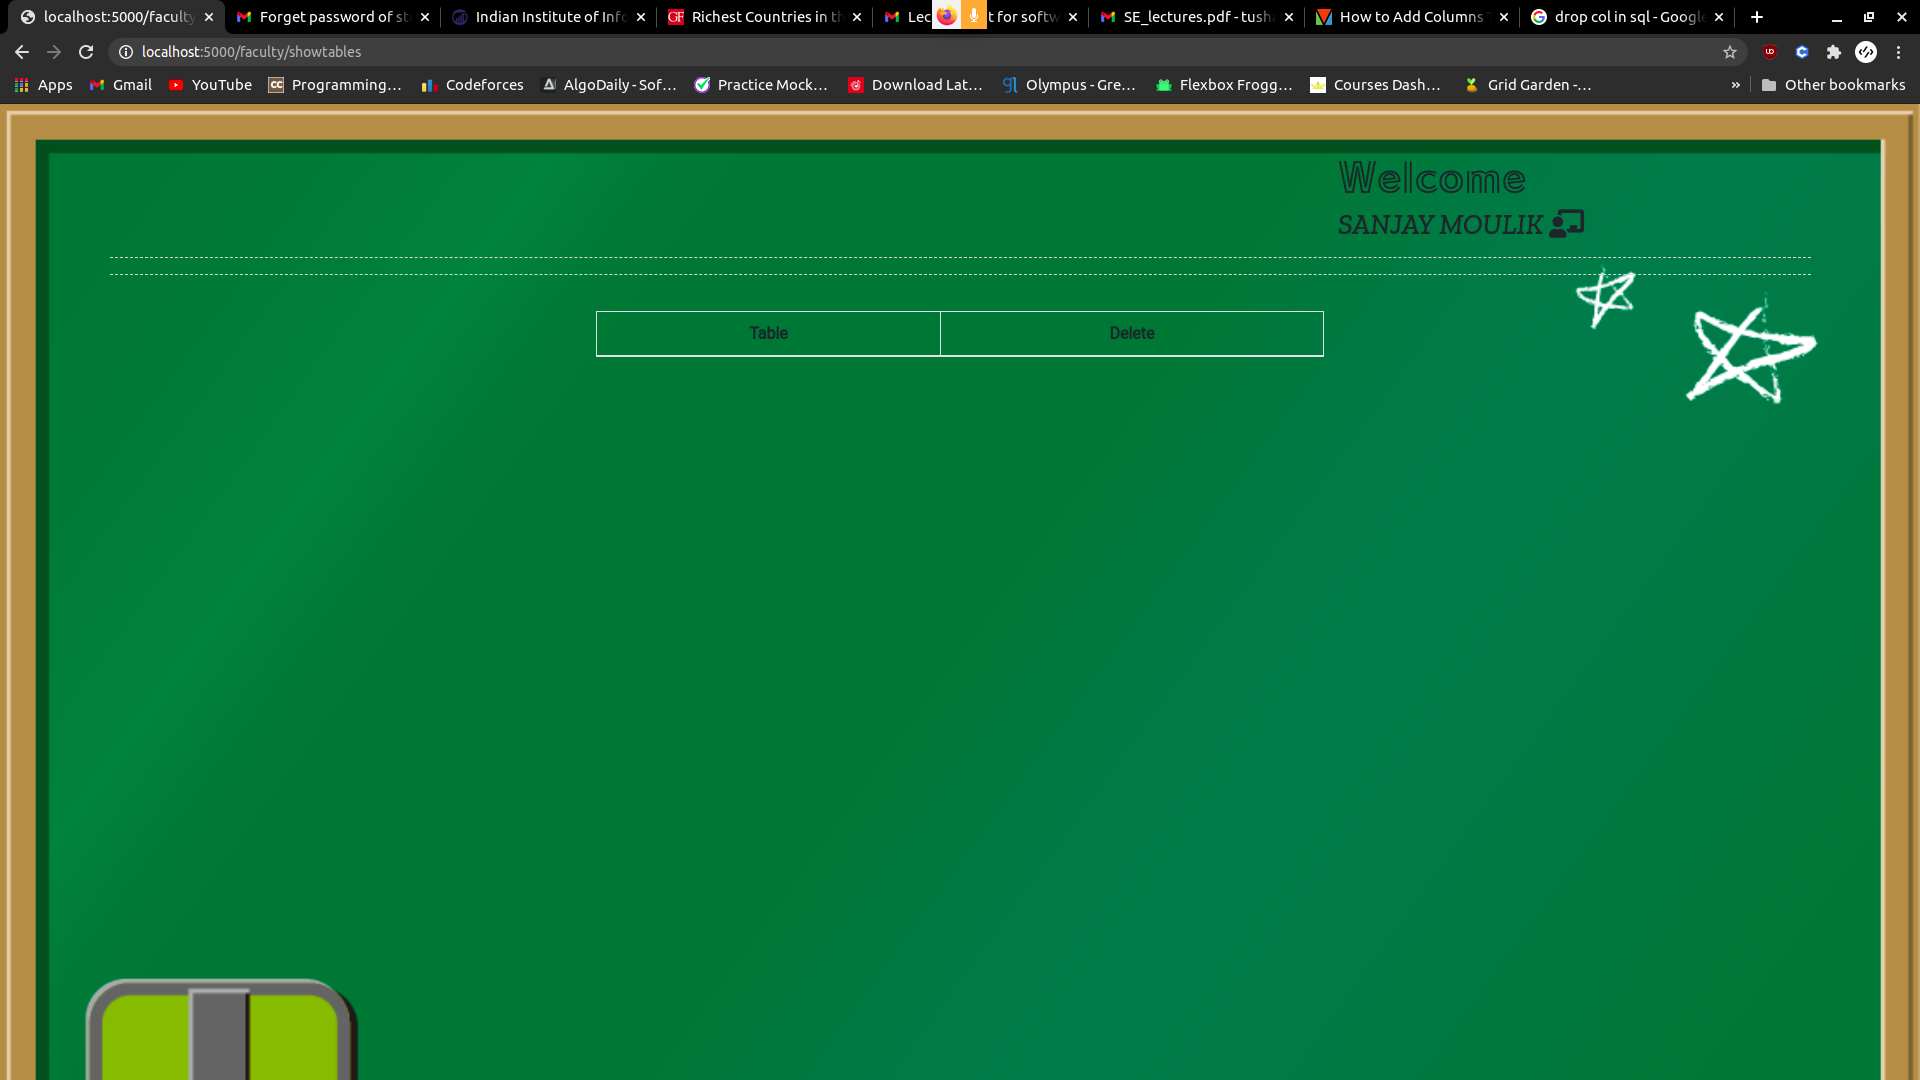 localhost:5000/faculty
Forget password of st
Indian Institute of Info
Richest Countries in th
Lec t for softw
SE_lectures.pdf - tush
How to Add Columns T
drop col in sql - Google
localhost:5000/faculty/showtables
Apps
Gmail
YouTube
CC Programming…
Codeforces
AlgoDaily - Sof…
Practice Mock…
Download Lat…
Olympus - Gre…
Flexbox Frogg…
Courses Dash…
Grid Garden -…
»
Other bookmarks
Welcome
SANJAY MOULIK
Table Delete